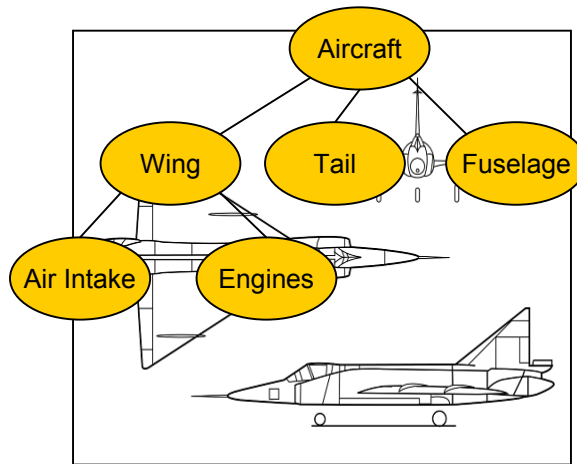 Aircraft
Wing
Tail
Fuselage
Air Intake
Engines